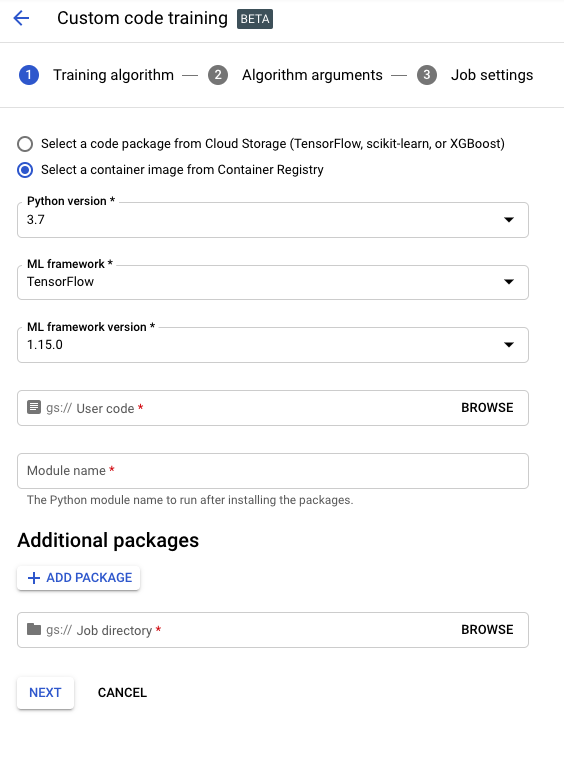 Custom code training BETA
1 Training algorithm — 2 Algorithm arguments — 3 Job settings
Select a code package from Cloud Storage (TensorFlow, scikit-learn, or XGBoost)
Select a container image from Container Registry
Python version *
3.7
ML framework *
TensorFlow
ML framework version *
1.15.0
gs:// User code * BROWSE
Module name *
The Python module name to run after installing the packages.
Additional packages
+ ADD PACKAGE
gs:// Job directory * BROWSE
NEXT CANCEL